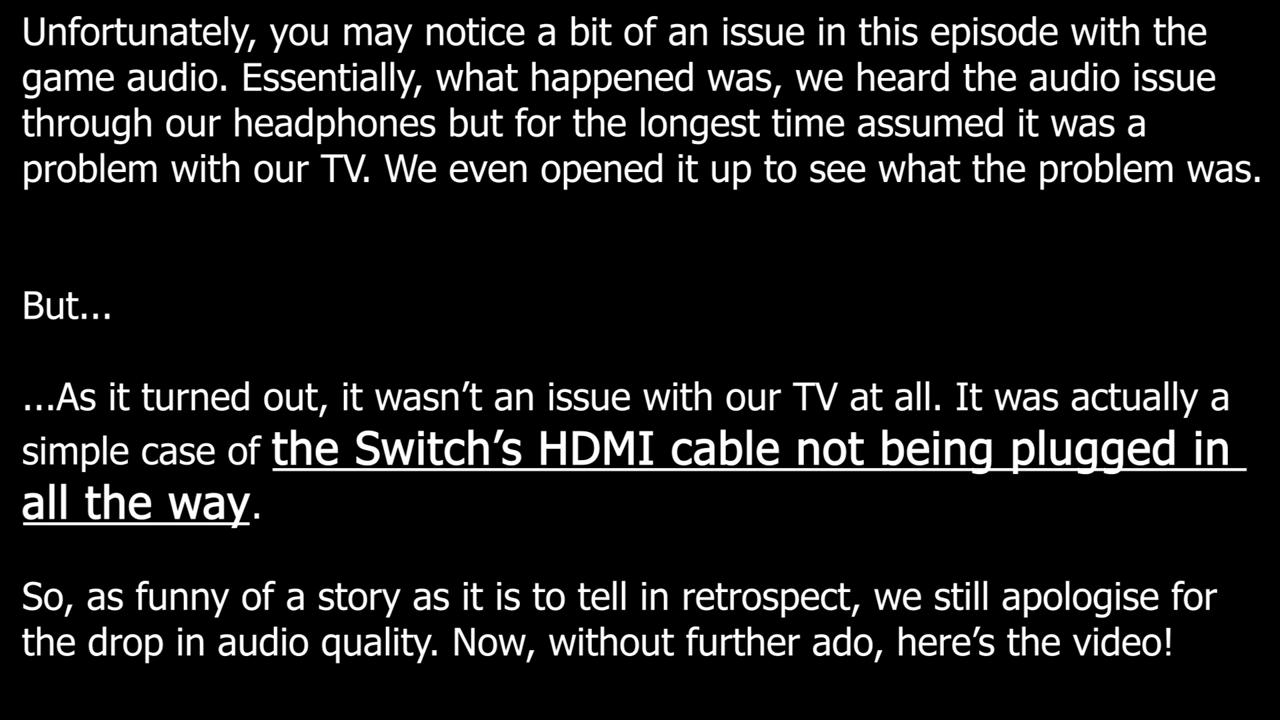 Unfortunately, you may notice a bit of an issue in this episode with the
game audio. Essentially, what happened was, we heard the audio issue
through our headphones but for the longest time assumed it was a
problem with our TV. We even opened it up to see what the problem was.
But...
...As it turned out, it wasn’t an issue with our TV at all. It was actually a
simple case of the Switch’s HDMI cable not being plugged in
all the way.
So, as funny of a story as it is to tell in retrospect, we still apologise for
the drop in audio quality. Now, without further ado, here’s the video!